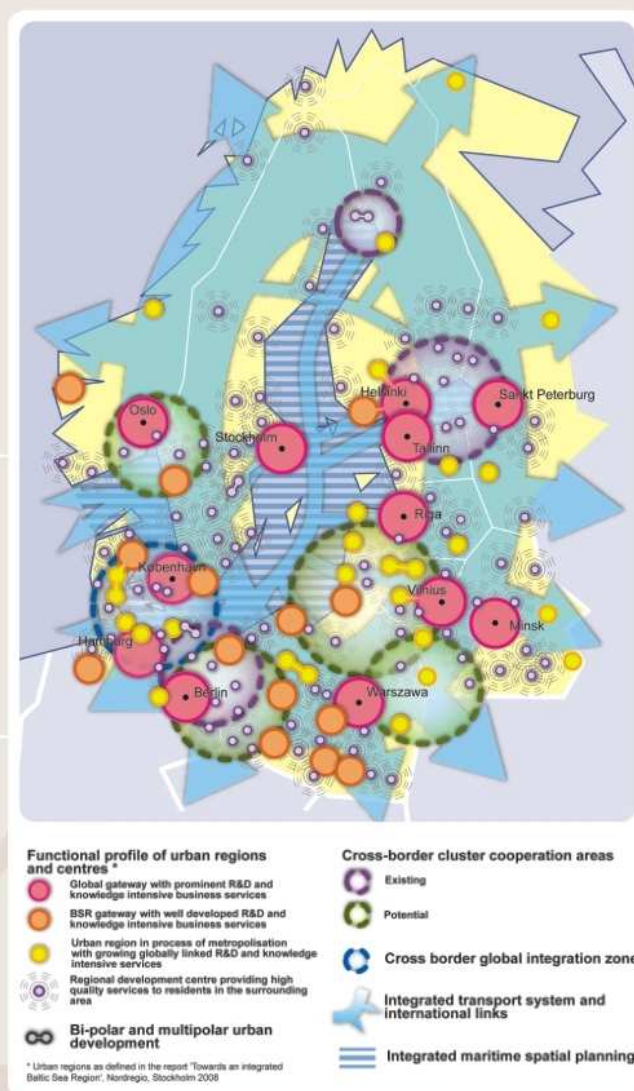 Oslo
Helsinki
Sankt Peterburg
Stockholm
Tallinn
Riga
Kobenhavn
Vilnius
Minsk
Hamburg
Berlin
Warszawa
Functional profile of urban regions
and centres *
Global gateway with prominent R&D and
knowledge intensive business services
BSR gateway with well developed R&D and
knowledge intensive business services
Urban region in process of metropolisation
with growing globally linked R&D and knowledge
intensive services
Regional development centre providing high
quality services to residents in the surrounding
area
Bi-polar and multipolar urban
development
* Urban regions as defined in the report 'Towards an integrated
Baltic Sea Region', Nordregio, Stockholm 2008
Cross-border cluster cooperation areas
Existing
Potential
Cross border global integration zone
Integrated transport system and
international links
Integrated maritime spatial planning